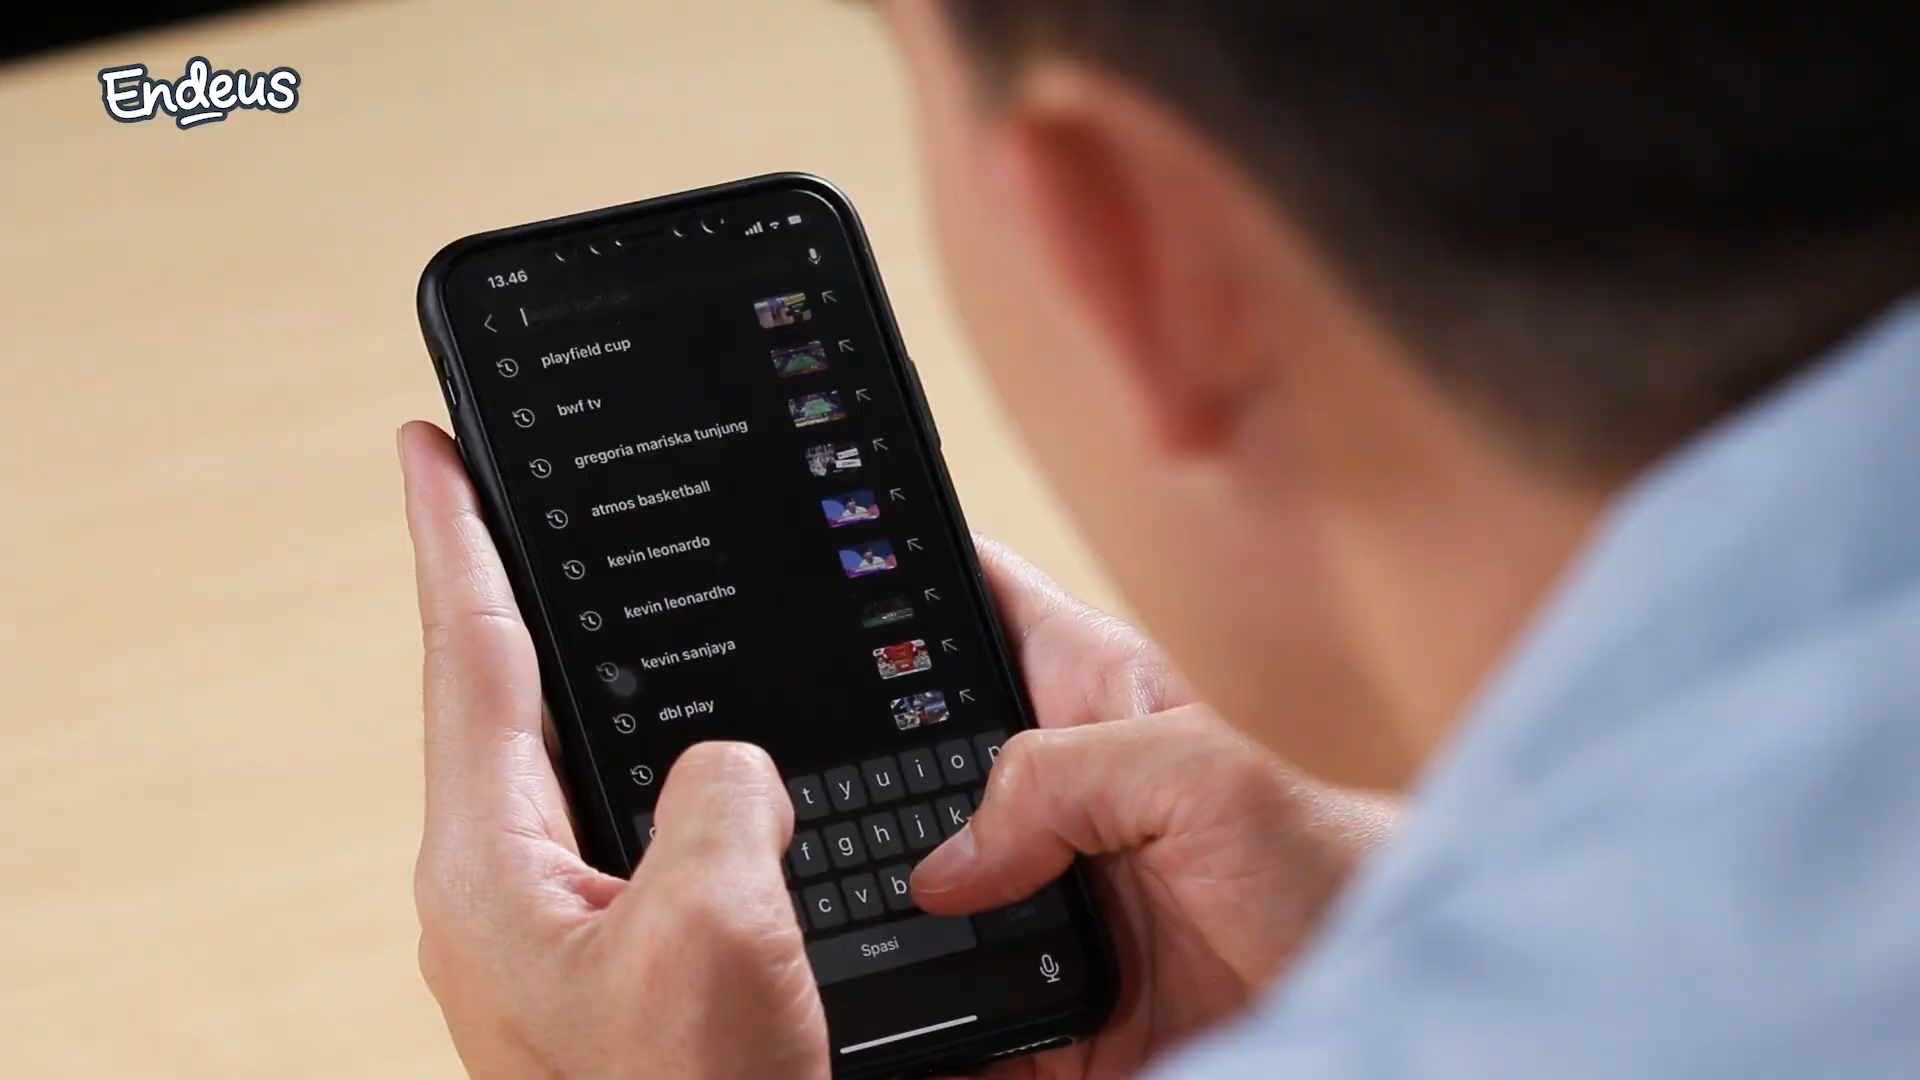 Endeus
13.46
playfield cup
bwf tv
gregoria mariska tunjung
atmos basketball
kevin leonardo
kevin leonardho
kevin sanjaya
dbl play
t y u i o p
f g h j k
c v b
Spasi